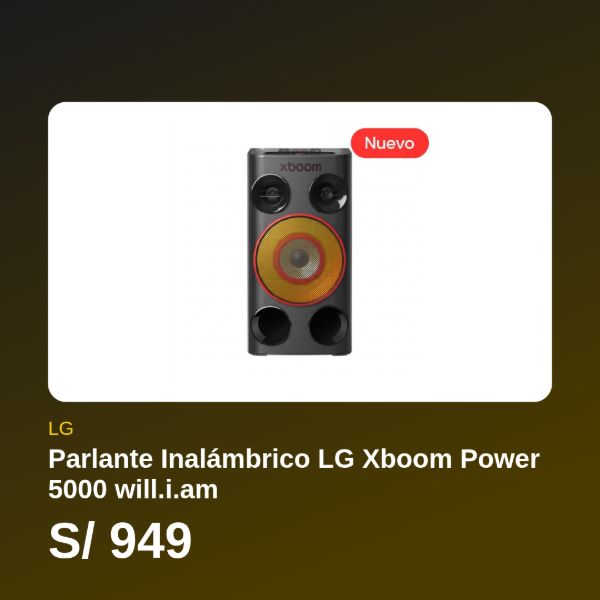 Nuevo
xboom
LG
Parlante Inalámbrico LG Xboom Power
5000 will.i.am
S/ 949